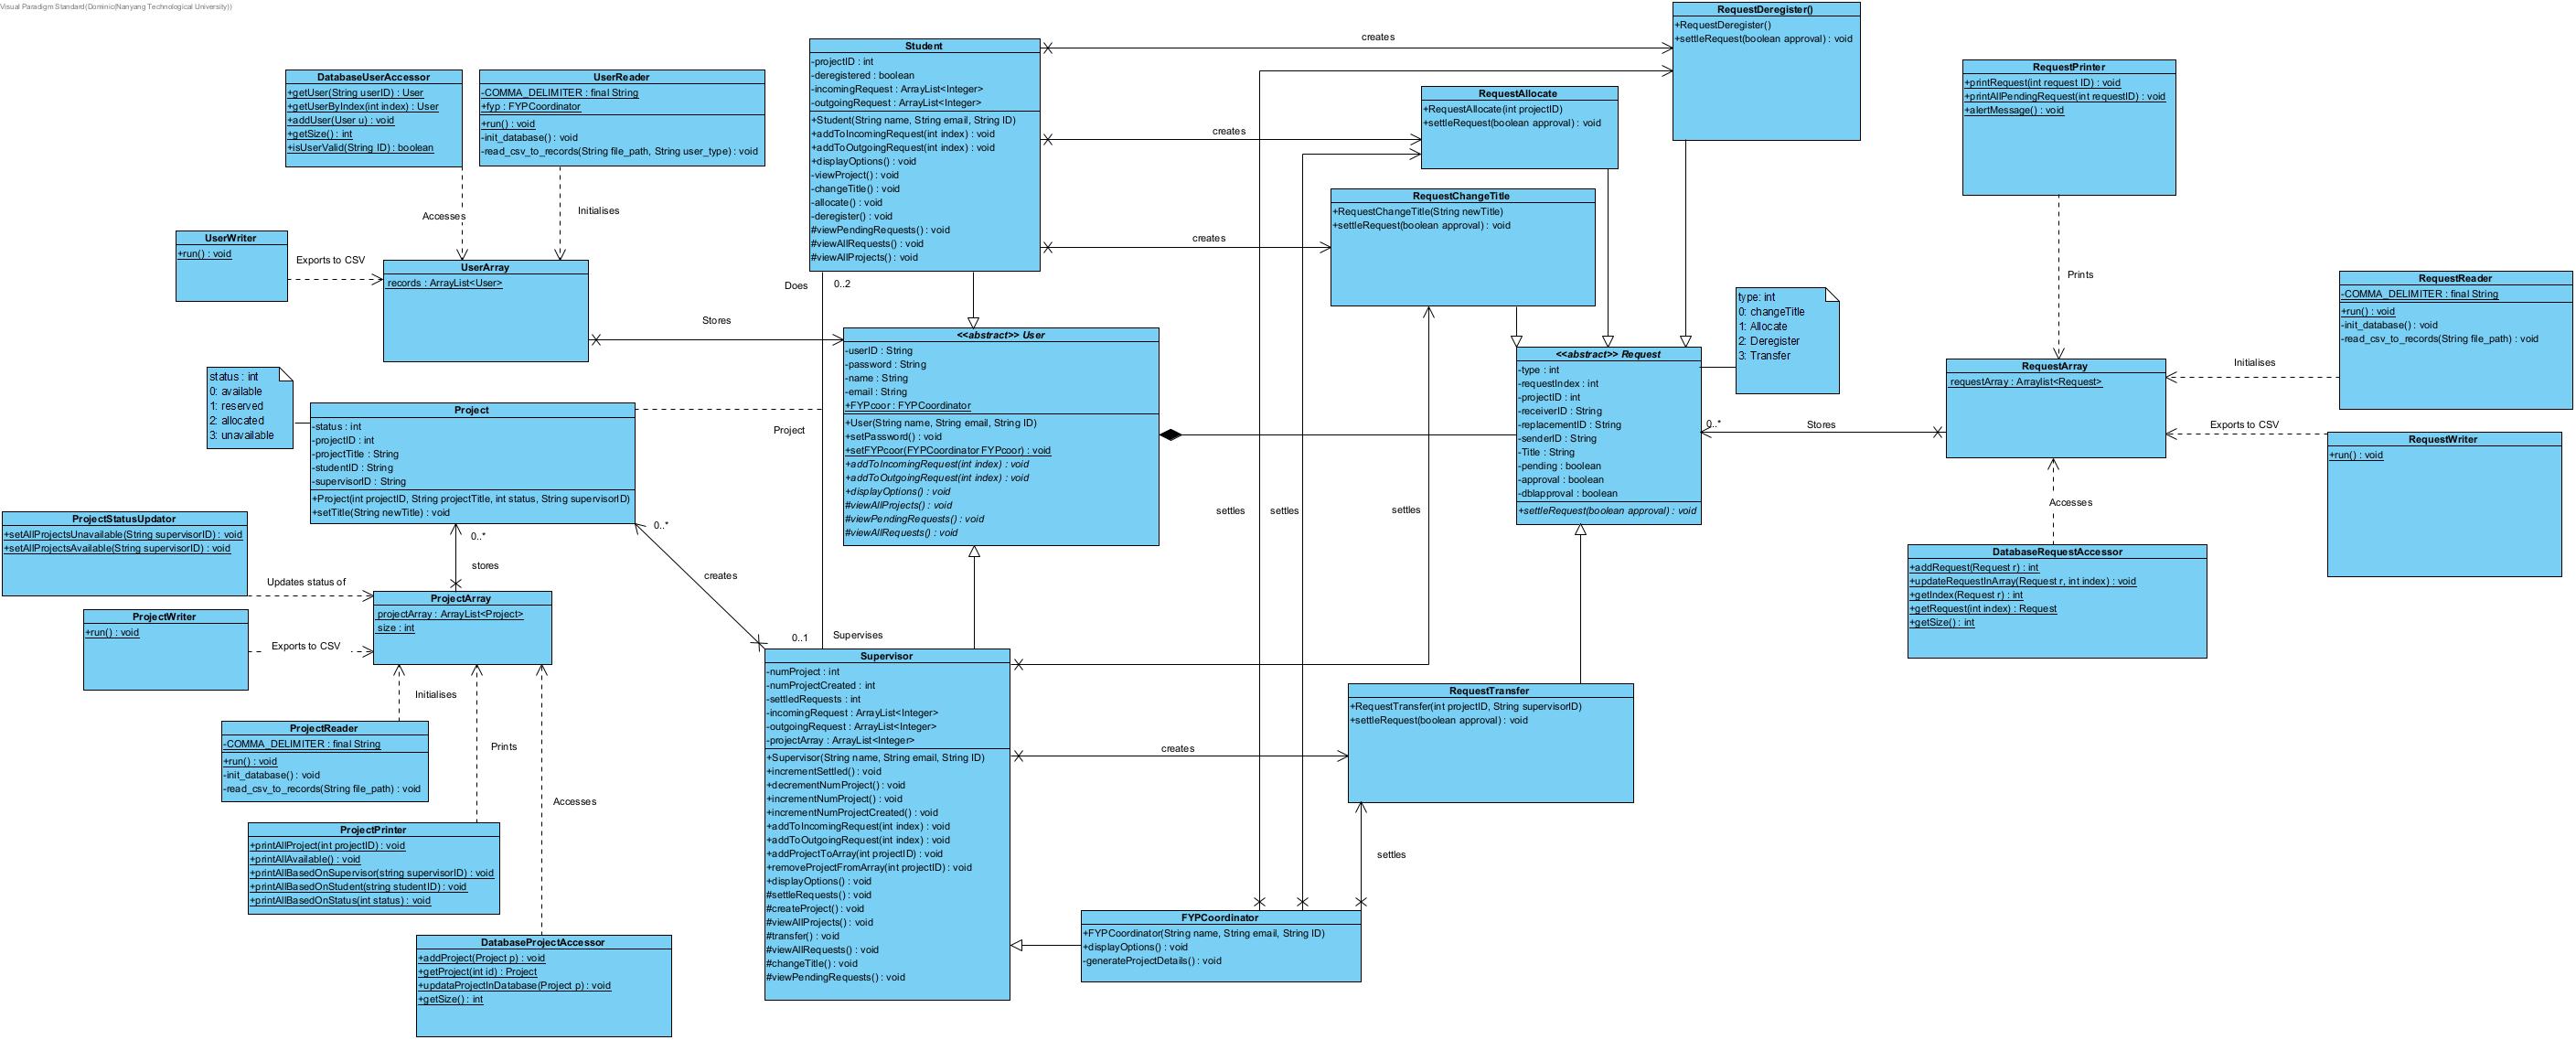 Visual Paradigm Standard(Dominic(Nanyang Technological University))
RequestDeregister()
+RequestDeregister()
+settleRequest(boolean approval) : void
Student
-projectID : int
-deregistered : boolean
-incomingRequest : ArrayList<Integer>
-outgoingRequest : ArrayList<Integer>
+Student(String name, String email, String ID)
+addToIncomingRequest(int index) : void
+addToOutgoingRequest(int index) : void
+displayOptions() : void
-viewProject() : void
-changeTitle() : void
-allocate() : void
-deregister() : void
#viewPendingRequests() : void
#viewAllRequests() : void
#viewAllProjects() : void
creates
creates
creates
RequestAllocate
+RequestAllocate(int projectID)
+settleRequest(boolean approval) : void
RequestChangeTitle
+RequestChangeTitle(String newTitle)
+settleRequest(boolean approval) : void
RequestPrinter
+printRequest(int request ID) : void
+printAllPendingRequest(int requestID) : void
+alertMessage() : void
DatabaseUserAccessor
+getUser(String userID) : User
+getUserByIndex(int index) : User
+addUser(User u) : void
+getSize() : int
+isUserValid(String ID) : boolean
UserReader
-COMMA_DELIMITER : final String
+fyp : FYPCoordinator
+run() : void
-init_database() : void
-read_csv_to_records(String file_path, String user_type) : void
Accesses
Initialises
UserWriter
+run() : void
Exports to CSV
UserArray
records : ArrayList<User>
Stores
Does
0..2
<<abstract>> User
-userID : String
-password : String
-name : String
-email : String
+FYPcoor : FYPCoordinator
+User(String name, String email, String ID)
+setPassword() : void
+setFYPcoor(FYPCoordinator FYPcoor) : void
+addToIncomingRequest(int index) : void
+addToOutgoingRequest(int index) : void
+displayOptions() : void
#viewAllProjects() : void
#viewPendingRequests() : void
#viewAllRequests() : void
type: int
0: changeTitle
1: Allocate
2: Deregister
3: Transfer
<<abstract>> Request
-type : int
-requestIndex : int
-projectID : int
-receiverID : String
-replacementID : String
-senderID : String
-Title : String
-pending : boolean
-approval : boolean
-dblapproval : boolean
+settleRequest(boolean approval) : void
Prints
RequestReader
-COMMA_DELIMITER : final String
+run() : void
-init_database() : void
-read_csv_to_records(String file_path) : void
RequestArray
requestArray : Arraylist<Request>
Initialises
0..*
Stores
Exports to CSV
RequestWriter
+run() : void
Accesses
DatabaseRequestAccessor
+addRequest(Request r) : int
+updateRequestInArray(Request r, int index) : void
+getIndex(Request r) : int
+getRequest(int index) : Request
+getSize() : int
status : int
0: available
1: reserved
2: allocated
3: unavailable
Project
-status : int
-projectID : int
-projectTitle : String
-studentID : String
-supervisorID : String
+Project(int projectID, String projectTitle, int status, String supervisorID)
+setTitle(String newTitle) : void
Project
settles
settles
settles
0..*
0..*
stores
creates
0..1
Supervises
ProjectStatusUpdator
+setAllProjectsUnavailable(String supervisorID) : void
+setAllProjectsAvailable(String supervisorID) : void
Updates status of
ProjectWriter
+run() : void
Exports to CSV
ProjectArray
projectArray : ArrayList<Project>
size : int
Initialises
ProjectReader
-COMMA_DELIMITER : final String
+run() : void
-init_database() : void
-read_csv_to_records(String file_path) : void
Prints
Accesses
ProjectPrinter
+printAllProject(int projectID) : void
+printAllAvailable() : void
+printAllBasedOnSupervisor(string supervisorID) : void
+printAllBasedOnStudent(string studentID) : void
+printAllBasedOnStatus(int status) : void
DatabaseProjectAccessor
+addProject(Project p) : void
+getProject(int id) : Project
+updataProjectInDatabase(Project p) : void
+getSize() : int
Supervisor
-numProject : int
-numProjectCreated : int
-settledRequests : int
-incomingRequest : ArrayList<Integer>
-outgoingRequest : ArrayList<Integer>
-projectArray : ArrayList<Integer>
+Supervisor(String name, String email, String ID)
+incrementSettled() : void
+decrementNumProject() : void
+incrementNumProject() : void
+incrementNumProjectCreated() : void
+addToIncomingRequest(int index) : void
+addToOutgoingRequest(int index) : void
+addProjectToArray(int projectID) : void
+removeProjectFromArray(int projectID) : void
+displayOptions() : void
#settleRequests() : void
#createProject() : void
#viewAllProjects() : void
#transfer() : void
#viewAllRequests() : void
#changeTitle() : void
#viewPendingRequests() : void
creates
RequestTransfer
+RequestTransfer(int projectID, String supervisorID)
+settleRequest(boolean approval) : void
settles
FYPCoordinator
+FYPCoordinator(String name, String email, String ID)
+displayOptions() : void
-generateProjectDetails() : void